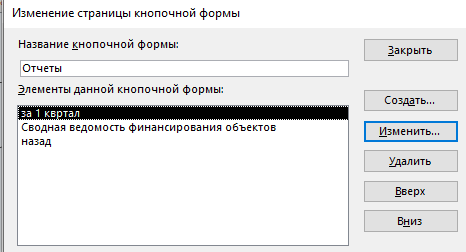 Изменение страницы кнопочной формы
Название кнопочной формы:
Закрыть
Отчеты
Элементы данной кнопочной формы:
за 1 квртал
Создать...
Сводная ведомость финансирования объектов
Изменить...
назад
Удалить
Вверх
Вниз